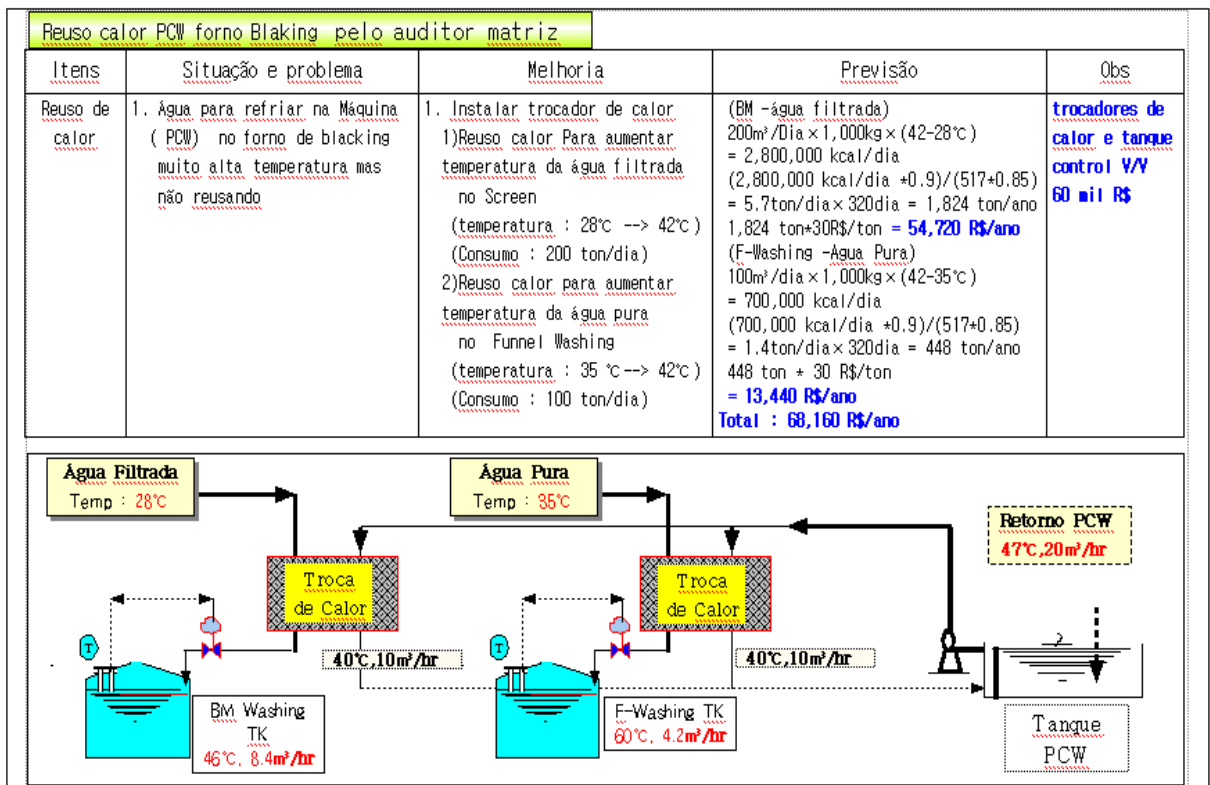 Reuso calor PCW forno Blaking pelo auditor matriz
Itens
Situação e problema
Melhoria
Previsão
Obs
Reuso de
calor
1. Água para refriar na Máquina
( PCW) no forno de blacking
muito alta temperatura mas
não reusando
1. Instalar trocador de calor
1)Reuso calor Para aumentar
temperatura da água filtrada
no Screen
(temperatura : 28℃ --> 42℃ )
(Consumo : 200 ton/dia)
2)Reuso calor para aumentar
temperatura da água pura
no Funnel Washing
(temperatura : 35 ℃--> 42℃ )
(Consumo : 100 ton/dia)
(BM -água filtrada)
200m³/Dia×1,000kg×(42-28℃)
= 2,800,000 kcal/dia
(2,800,000 kcal/dia *0.9)/(517*0.85)
= 5.7ton/dia×320dia = 1,824 ton/ano
1,824 ton*30R$/ton = 54,720 R$/ano
(F-Washing -Agua Pura)
100m³/dia×1,000kg×(42-35℃)
= 700,000 kcal/dia
(700,000 kcal/dia *0.9)/(517*0.85)
= 1.4ton/dia×320dia = 448 ton/ano
448 ton * 30 R$/ton
= 13,440 R$/ano
Total : 68,160 R$/ano
trocadores de
calor e tanque
control V/V
60 mil R$
Água Filtrada
Temp : 28℃
Água Pura
Temp : 35℃
Retorno PCW
47℃,20m³/hr
Troca
de Calor
Troca
de Calor
T
40℃,10m³/hr
T
40℃,10m³/hr
BM Washing
TK
46℃, 8.4m³/hr
F-Washing TK
60℃, 4.2m³/hr
Tanque
PCW